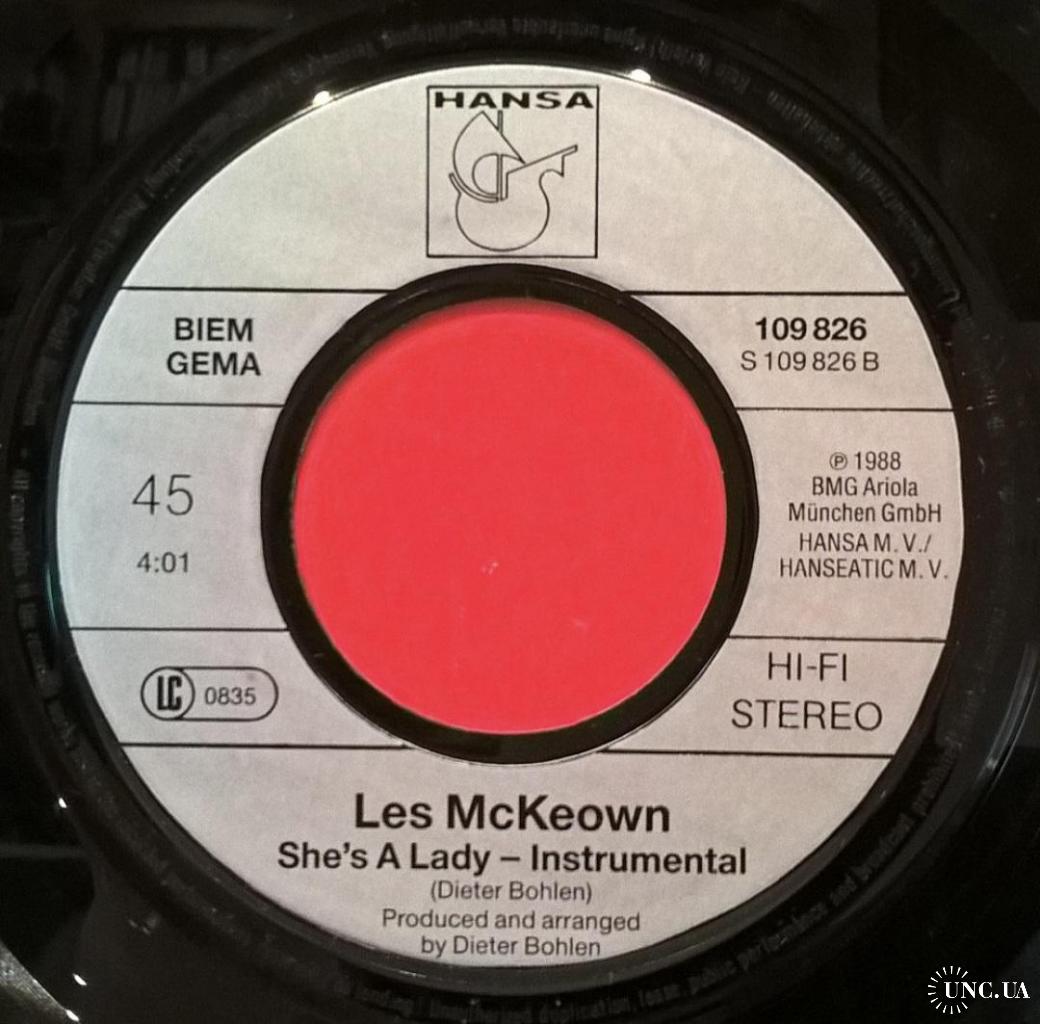 HANSA
BIEM
GEMA
109 826
S 109 826 B
45
4:01
℗ 1988
BMG Ariola
München GmbH
HANSA M. V./
HANSEATIC M. V.
LC 0835
HI-FI
STEREO
Les McKeown
She's A Lady – Instrumental
(Dieter Bohlen)
Produced and arranged
by Dieter Bohlen
UNC.UA